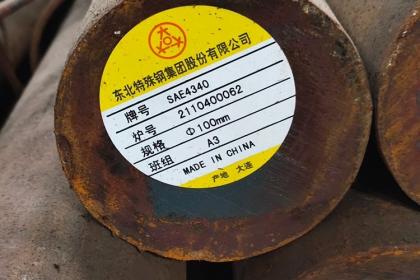 东北特殊钢集团股份有限公司
牌号 SAE4340
炉号 2110400062
规格 Φ100mm
班组 A3
MADE IN CHINA
产地 大连